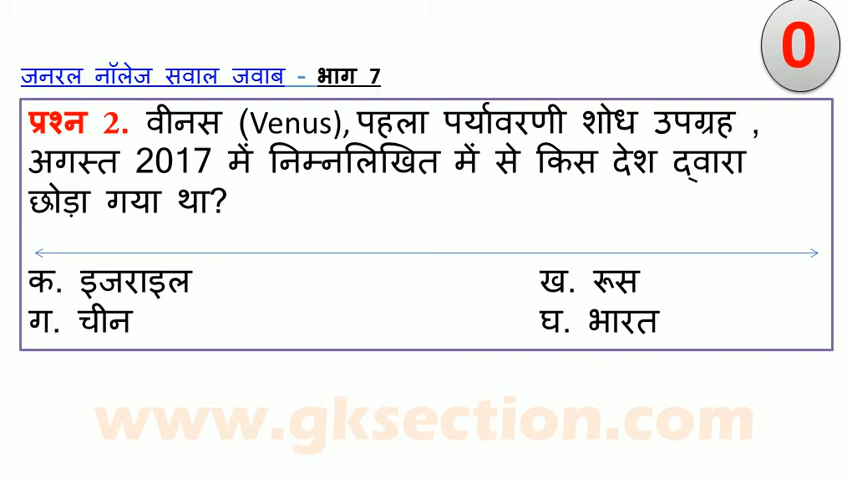 0
जनरल नॉलेज सवाल जवाब - भाग 7
प्रश्न 2. वीनस (Venus), पहला पर्यावरणी शोध उपग्रह ,
अगस्त 2017 में निम्नलिखित में से किस देश द्वारा
छोड़ा गया था?
क. इजराइल ख. रूस
ग. चीन घ. भारत
www.gksection.com